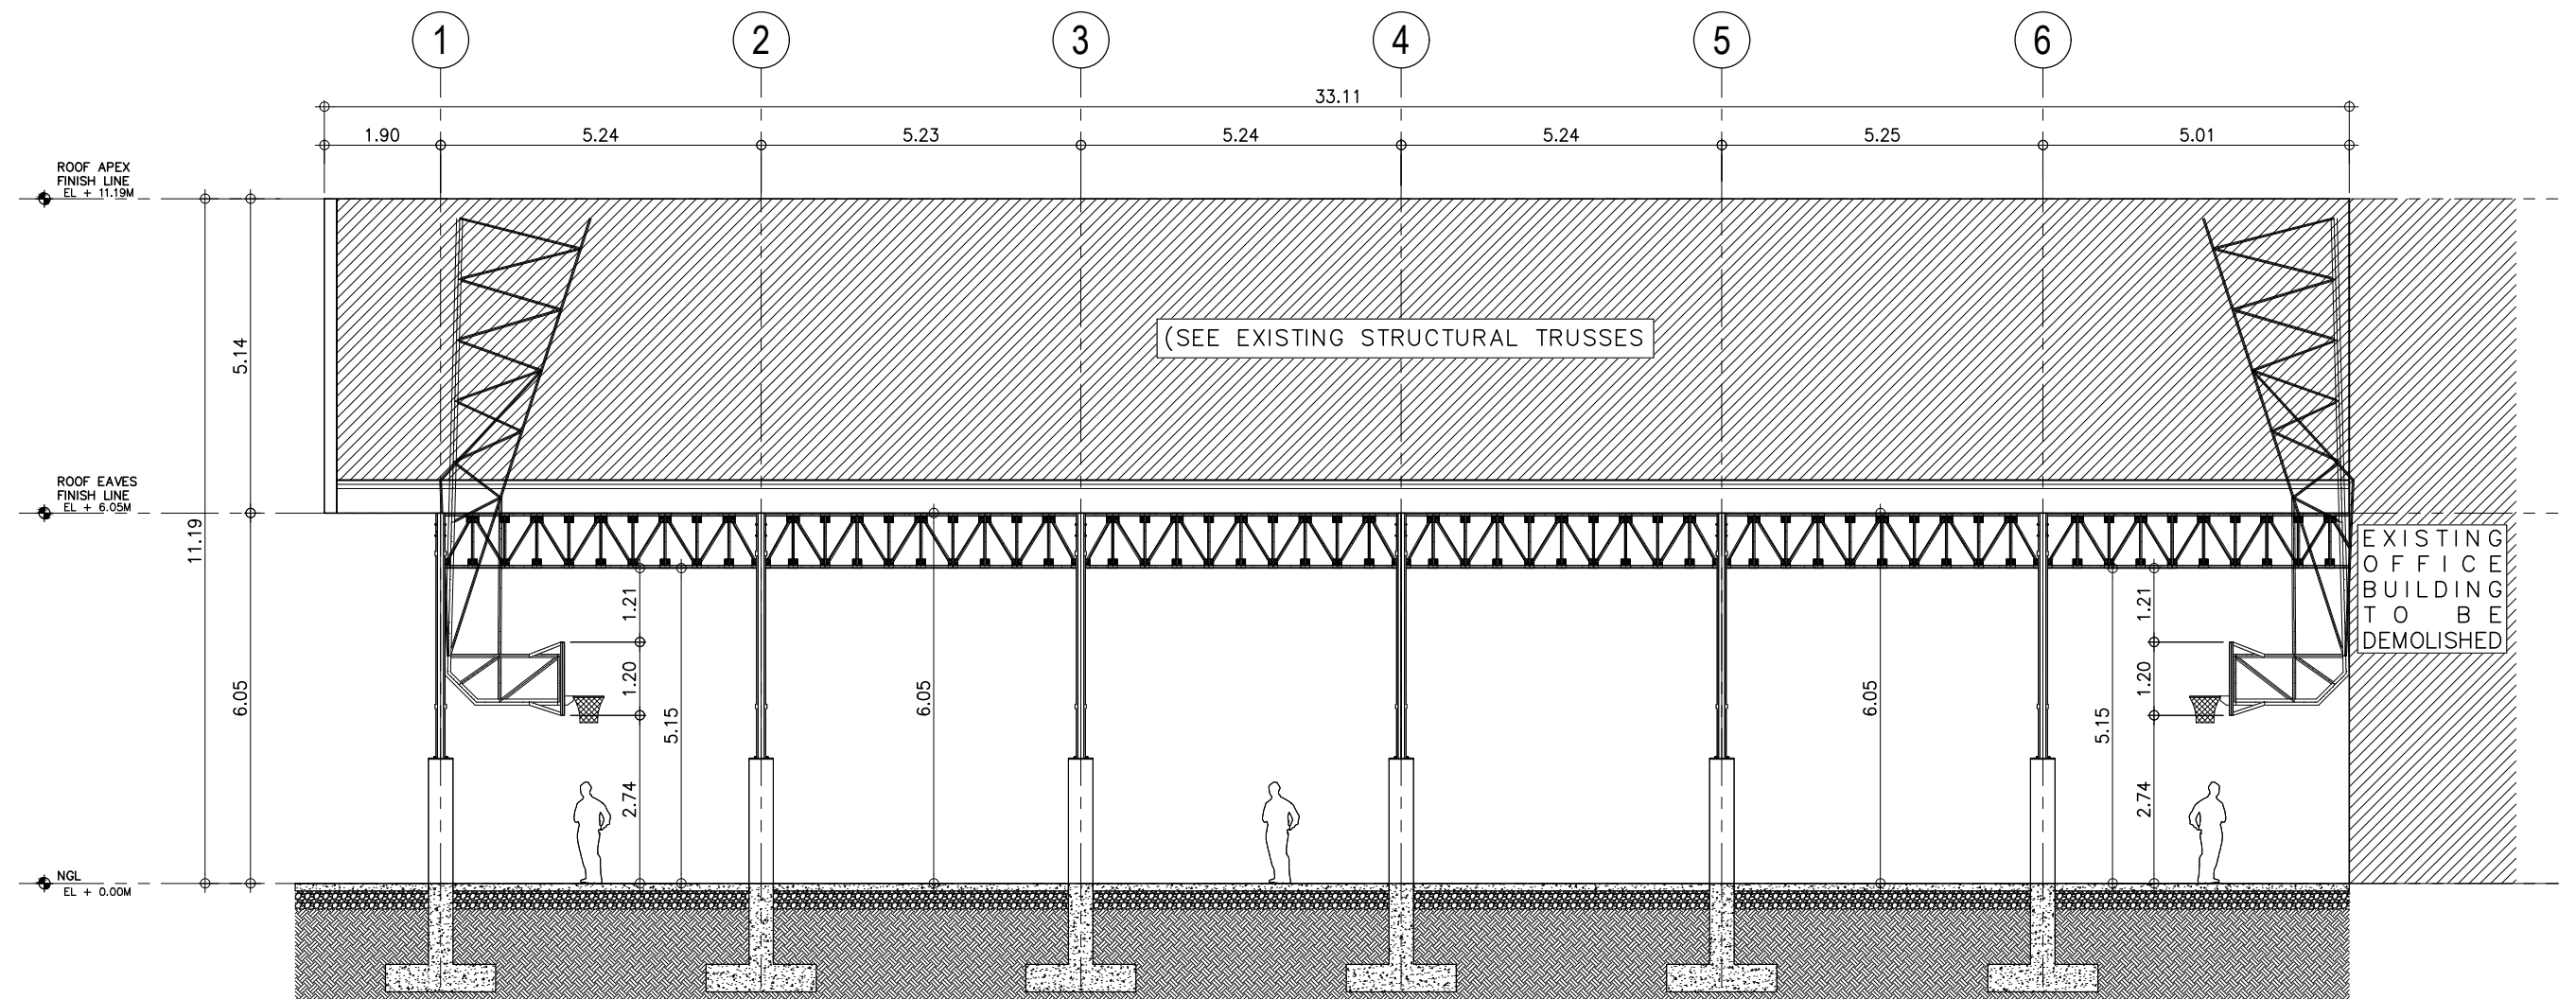 1 2 3 4 5 6
33.11
1.90 5.24 5.23 5.24 5.24 5.25 5.01
ROOF APEX
FINISH LINE
EL + 11.19M
5.14
(SEE EXISTING STRUCTURAL TRUSSES
ROOF EAVES
FINISH LINE
EL + 6.05M
11.19
6.05
1.21
1.20
2.74
5.15
6.05
6.05
5.15
1.21
1.20
2.74
EXISTING
OFFICE
BUILDING
TO BE
DEMOLISHED
NGL
EL + 0.00M